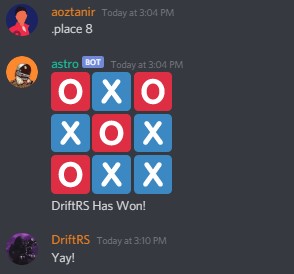 aoztanir Today at 3:04 PM
.place 8
astro BOT Today at 3:04 PM
O X O
X O X
O X X
DriftRS Has Won!
DriftRS Today at 3:10 PM
Yay!